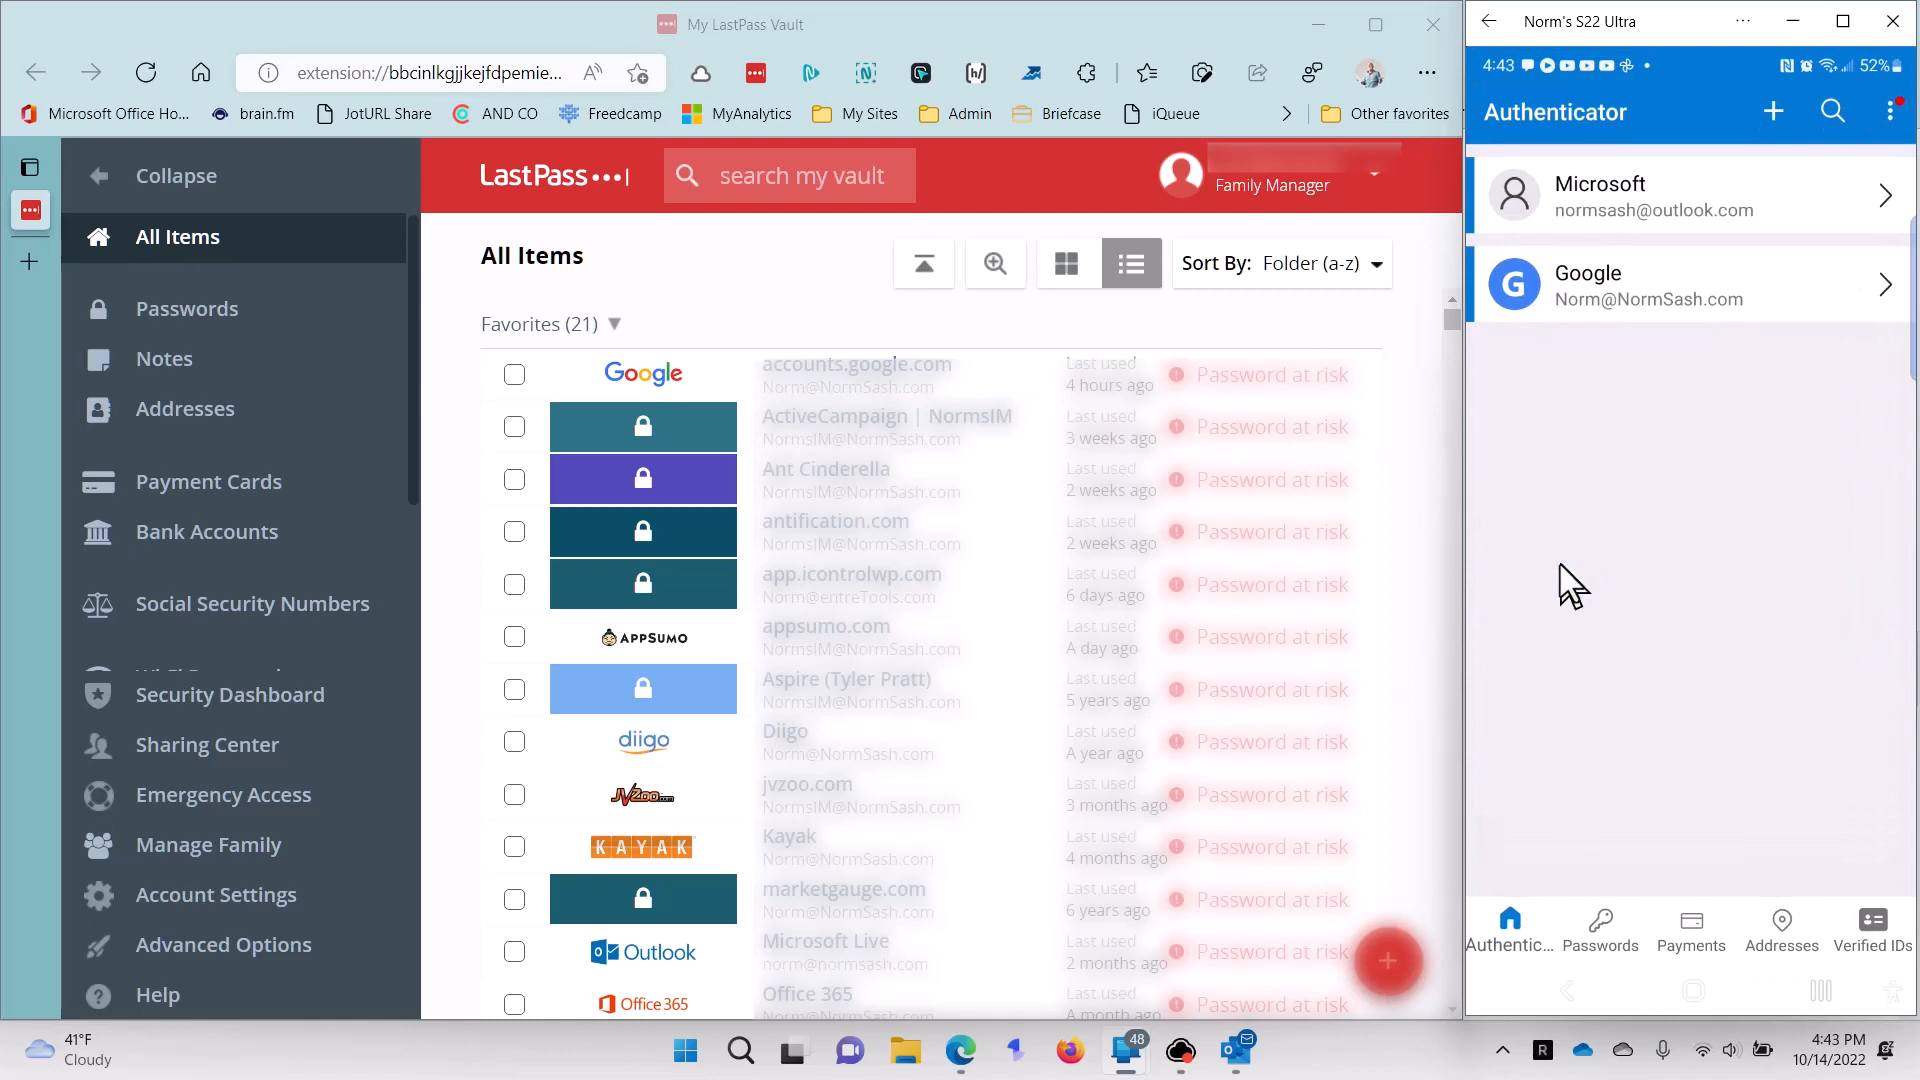 My LastPass Vault
extension://bbcinlkgjjkejfdpemie...
Microsoft Office Ho...
brain.fm
JotURL Share
AND CO
Freedcamp
MyAnalytics
My Sites
Admin
Briefcase
iQueue
Other favorites
Collapse
All Items
Passwords
Notes
Addresses
Payment Cards
Bank Accounts
Social Security Numbers
Security Dashboard
Sharing Center
Emergency Access
Manage Family
Account Settings
Advanced Options
Help
LastPass
search my vault
Family Manager
All Items
Sort By: Folder (a-z)
Favorites (21)
Google
accounts.google.com
Norm@NormSash.com
Last used
4 hours ago
Password at risk
ActiveCampaign | NormsIM
NormsIM@NormSash.com
Last used
3 weeks ago
Password at risk
Ant Cinderella
NormsIM@NormSash.com
Last used
2 weeks ago
Password at risk
antification.com
NormsIM@NormSash.com
Last used
2 weeks ago
Password at risk
app.icontrolwp.com
Norm@entreTools.com
Last used
6 days ago
Password at risk
APPSUMO
appsumo.com
NormsIM@NormSash.com
Last used
A day ago
Password at risk
Aspire (Tyler Pratt)
NormsIM@NormSash.com
Last used
5 years ago
Password at risk
diigo
Diigo
Norm@NormSash.com
Last used
A year ago
Password at risk
JVZoo.com
jvzoo.com
NormsIM@NormSash.com
Last used
3 months ago
Password at risk
KAYAK
Kayak
Norm@NormSash.com
Last used
4 months ago
Password at risk
marketgauge.com
Norm@NormSash.com
Last used
6 years ago
Password at risk
Outlook
Microsoft Live
norm@normsash.com
Last used
2 months ago
Password at risk
Office 365
Office 365
Last used
A month ago
Password at risk
Norm's S22 Ultra
4:43
52%
Authenticator
Microsoft
normsash@outlook.com
G
Google
Norm@NormSash.com
Authentic...
Passwords
Payments
Addresses
Verified IDs
41°F
Cloudy
48
R
4:43 PM
10/14/2022